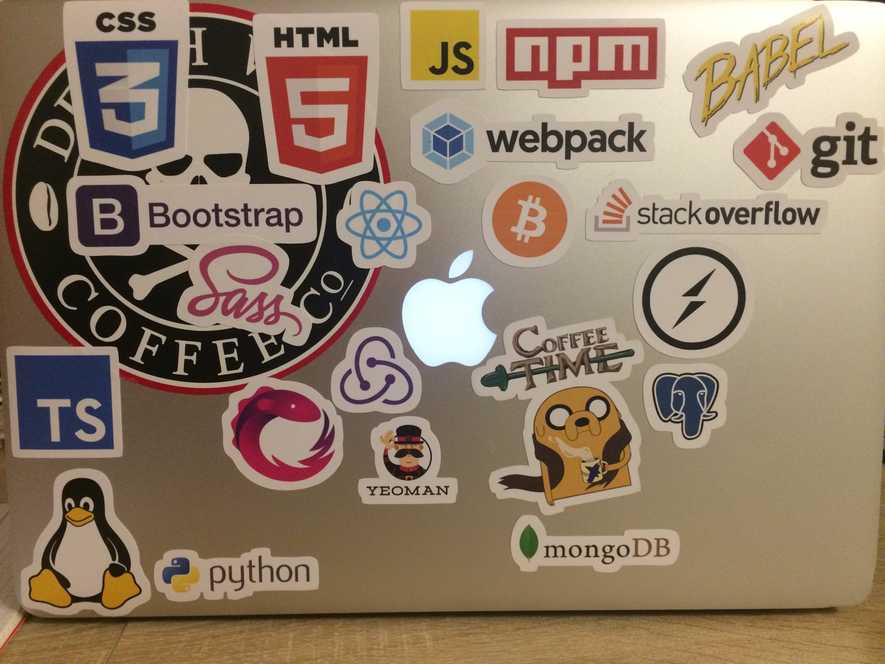 CSS
3
HTML
5
JS
npm
BABEL
webpack
git
B Bootstrap
B
stackoverflow
Sass
COFFEE Co
COFFEE
TIME
TS
YEOMAN
mongoDB
python